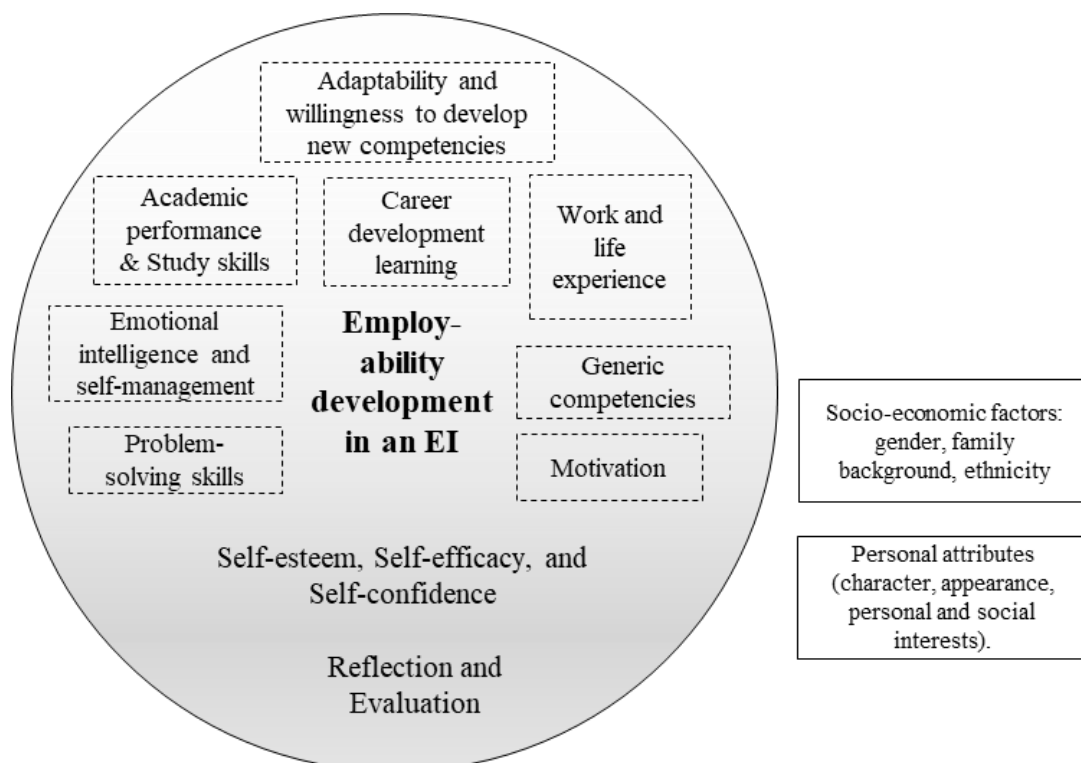 Adaptability and
willingness to develop
new competencies
Academic
performance
& Study skills
Career
development
learning
Work and
life
experience
Emotional
intelligence and
self-management
Employ-
ability
development
in an EI
Generic
competencies
Problem-
solving skills
Motivation
Self-esteem, Self-efficacy, and
Self-confidence
Reflection and
Evaluation
Socio-economic factors:
gender, family
background, ethnicity
Personal attributes
(character, appearance,
personal and social
interests).